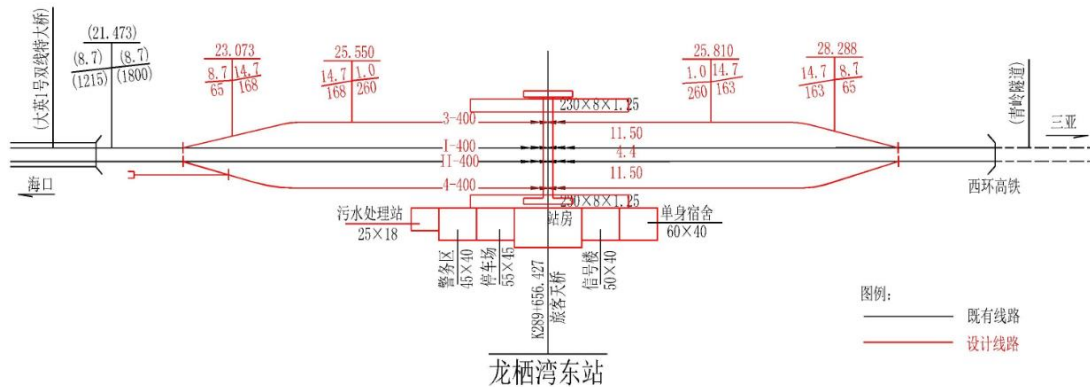 (大英1号双线特大桥)
(21.473)
(8.7) (8.7)
(1215) (1800)
23.073
8.7 14.7
65 168
25.550
14.7 1.0
168 260
25.810
1.0 14.7
260 163
28.288
14.7 8.7
163 65
(青岭隧道)
三亚
230×8×1.25
3-400
11.50
I-400
4.4
II-400
11.50
4-400
海口
西环高铁
230×8×1.25
污水处理站
25×18
站房
单身宿舍
60×40
警务区
45×40
停车场
55×45
信号楼
50×40
K289+656.427
旅客天桥
图例:
既有线路
设计线路
龙栖湾东站